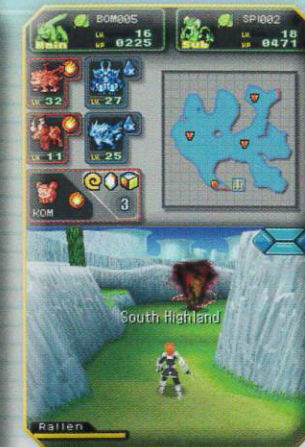 BOM005
Main
LV 16
HP 0225
SPI002
Sub
LV 18
HP 0471
LV 32
LV 27
LV 11
LV 25
KOM
3
South Highland
Rallen